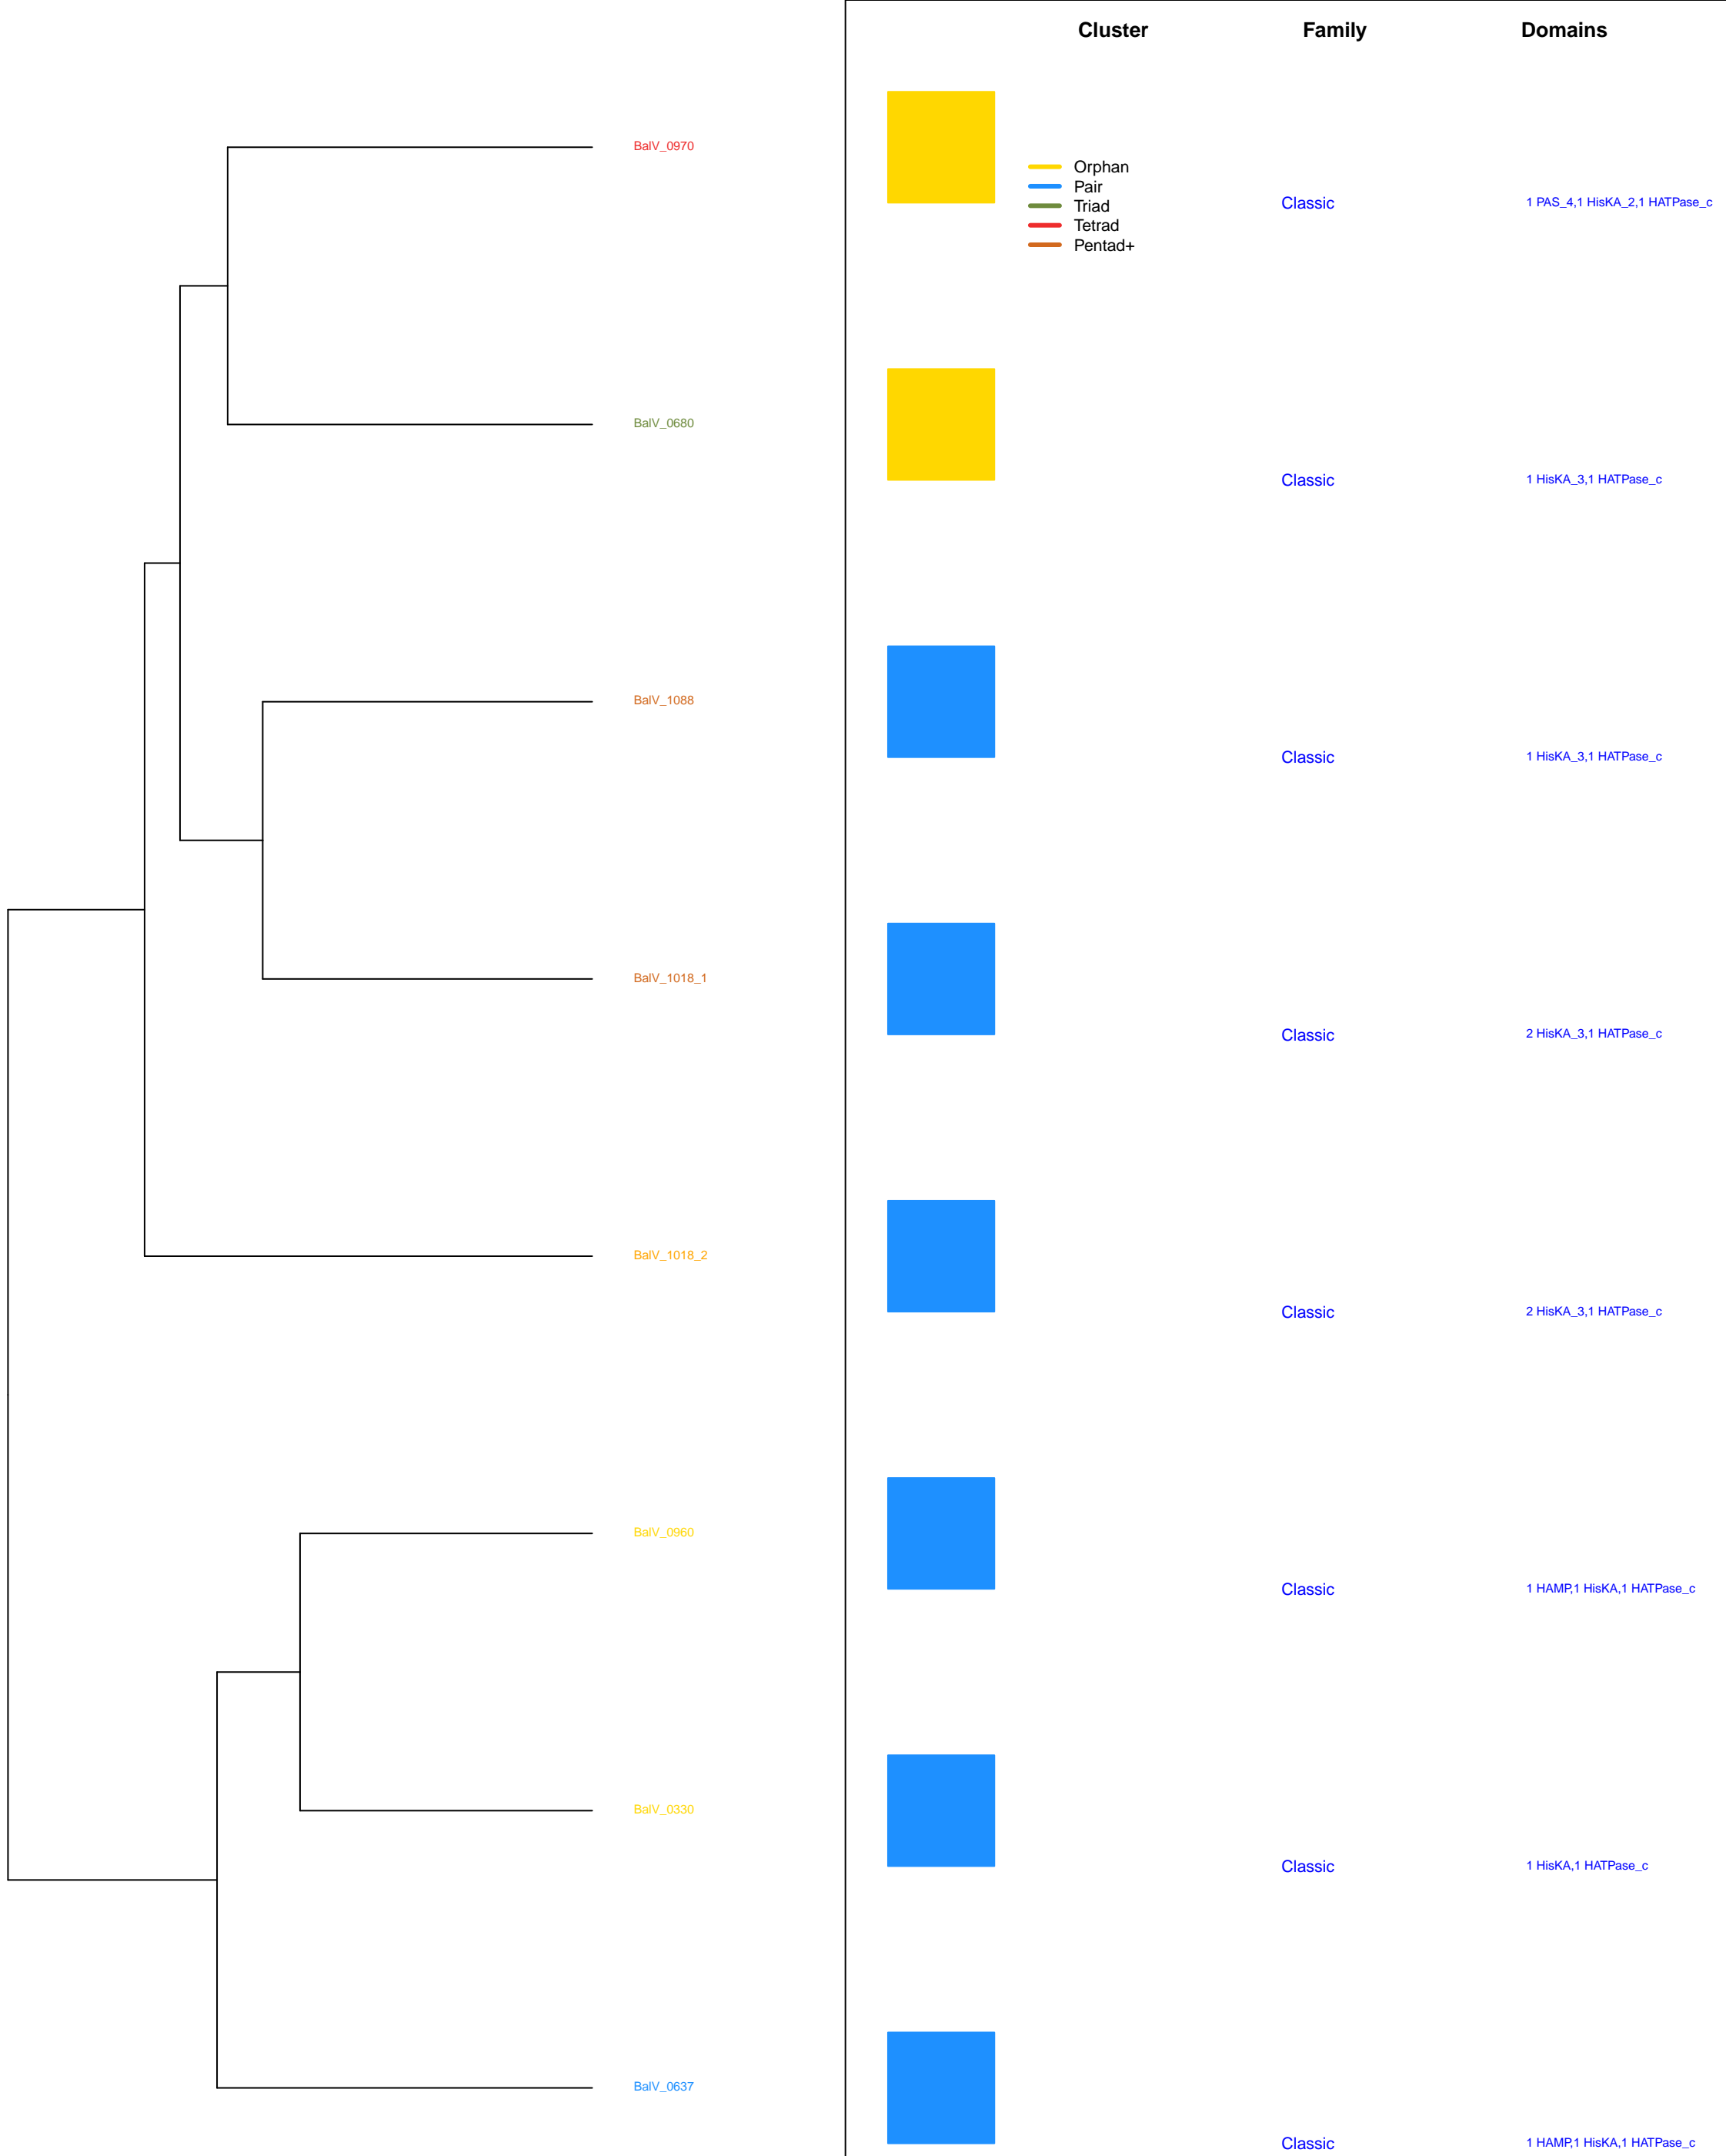 Cluster Family Domains
BalV_0970
Orphan
Pair
Triad
Tetrad
Pentad+
Classic 1 PAS_4,1 HisKA_2,1 HATPase_c
BalV_0680
Classic 1 HisKA_3,1 HATPase_c
BalV_1088
Classic 1 HisKA_3,1 HATPase_c
BalV_1018_1
Classic 2 HisKA_3,1 HATPase_c
BalV_1018_2
Classic 2 HisKA_3,1 HATPase_c
BalV_0960
Classic 1 HAMP,1 HisKA,1 HATPase_c
BalV_0330
Classic 1 HisKA,1 HATPase_c
BalV_0637
Classic 1 HAMP,1 HisKA,1 HATPase_c